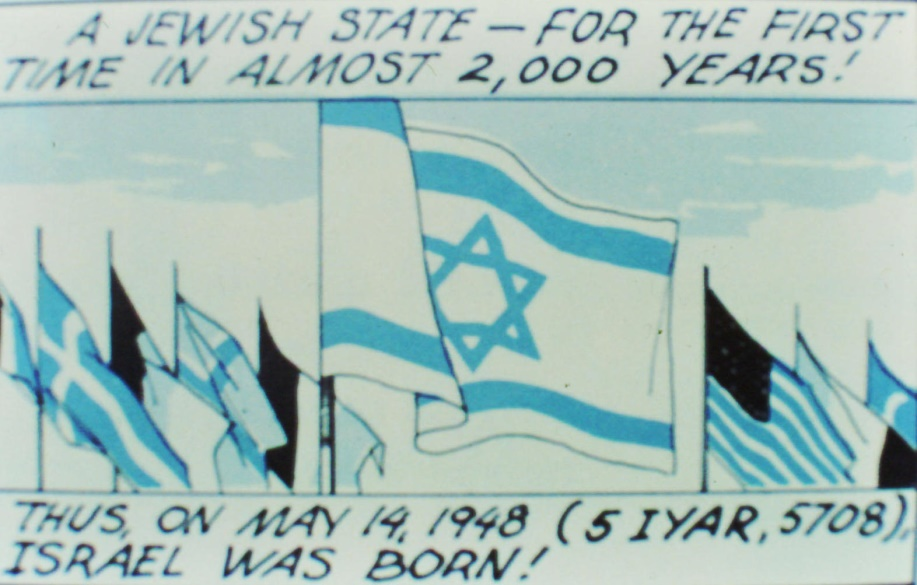 A JEWISH STATE — FOR THE FIRST
TIME IN ALMOST 2,000 YEARS!
THUS, ON MAY 14, 1948 (5 IYAR, 5708),
ISRAEL WAS BORN!